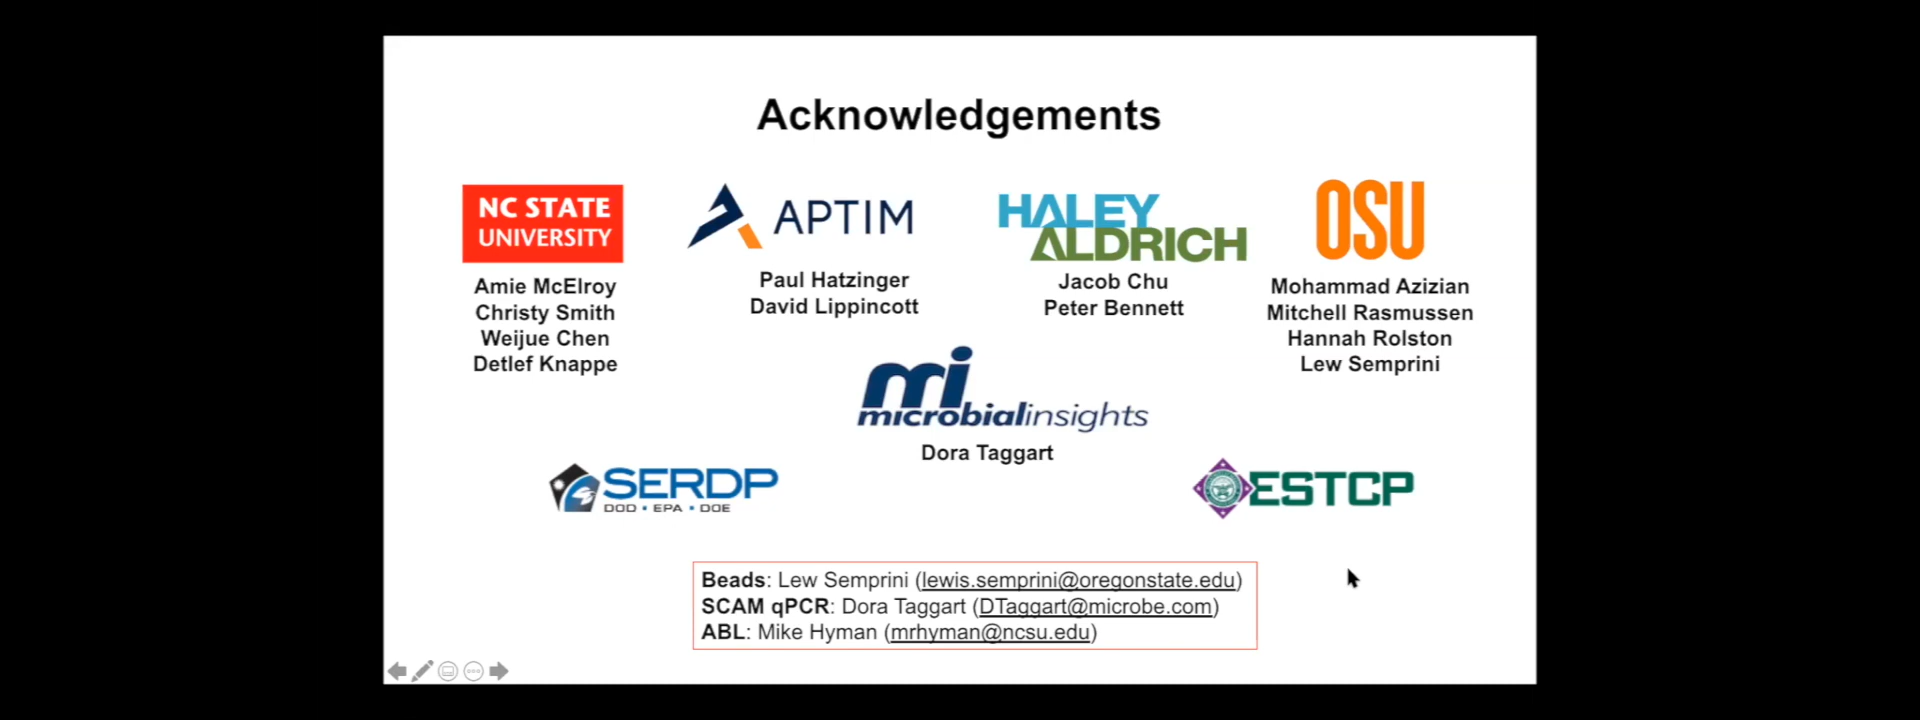 Acknowledgements
NC STATE
UNIVERSITY
Amie McElroy
Christy Smith
Weijue Chen
Detlef Knappe
APTIM
Paul Hatzinger
David Lippincott
HALEY
ALDRICH
Jacob Chu
Peter Bennett
OSU
Mohammad Azizian
Mitchell Rasmussen
Hannah Rolston
Lew Semprini
mi
microbialinsights
Dora Taggart
SERDP
DOD • EPA • DOE
ESTCP
Beads: Lew Semprini (lewis.semprini@oregonstate.edu)
SCAM qPCR: Dora Taggart (DTaggart@microbe.com)
ABL: Mike Hyman (mrhyman@ncsu.edu)